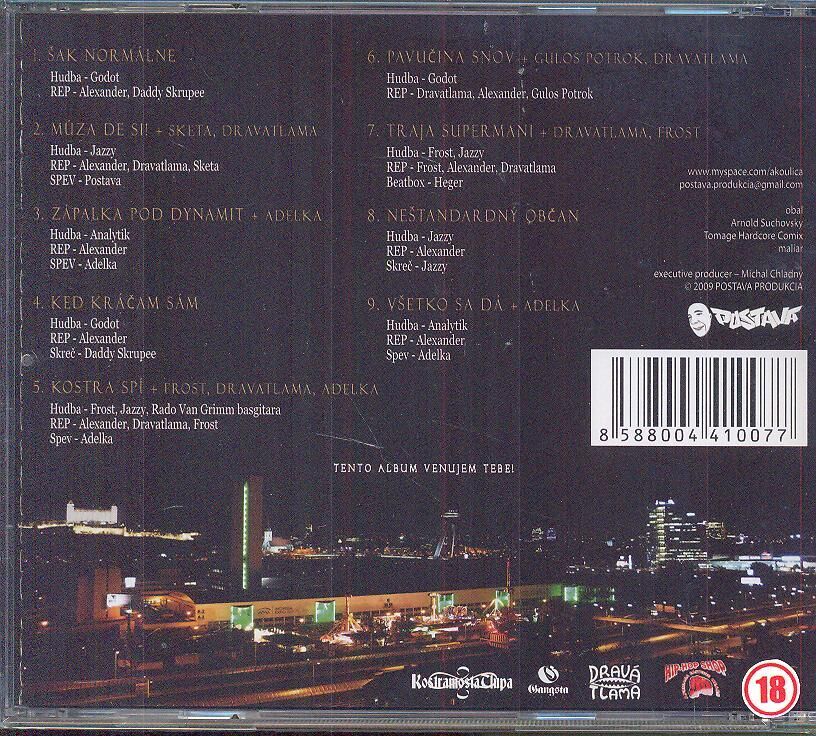 1. ŠAK NORMÁLNE
Hudba - Godot
REP - Alexander, Daddy Skrupee
2. MÚZA DE SI! + SKETA, DRAVATLAMA
Hudba - Jazzy
REP - Alexander, Dravatlama, Sketa
SPEV - Postava
3. ZÁPALKA POD DYNAMIT + ADELKA
Hudba - Analytik
REP - Alexander
SPEV - Adelka
4. KED KRÁČAM SÁM
Hudba - Godot
REP - Alexander
Skreč - Daddy Skrupee
5. KOSTRA SPÍ + FROST, DRAVATLAMA, ADELKA
Hudba - Frost, Jazzy, Rado Van Grimm basgitara
REP - Alexander, Dravatlama, Frost
Spev - Adelka
6. PAVUČINA SNOV + GULOS POTROK, DRAVATLAMA
Hudba - Godot
REP - Dravatlama, Alexander, Gulos Potrok
7. TRAJA SUPERMANI + DRAVATLAMA, FROST
Hudba - Frost, Jazzy
REP - Frost, Alexander, Dravatlama
Beatbox - Heger
8. NEŠTANDARDNÝ OBČAN
Hudba - Jazzy
REP - Alexander
Skreč - Jazzy
9. VŠETKO SA DÁ + ADELKA
Hudba - Analytik
REP - Alexander
Spev - Adelka
www.myspace.com/akoulica
postava.produkcia@gmail.com
obal
Arnold Suchovsky
Tomage Hardcore Comix
maliar
executive producer – Michal Chladný
© 2009 POSTAVA PRODUKCIA
POSTAVA
8 588004 410077
TENTO ALBUM VENUJEM TEBE!
KostramostaChpa
Gangsta
DRAVÁ
TLAMA
HIP-HOP SHOP
18